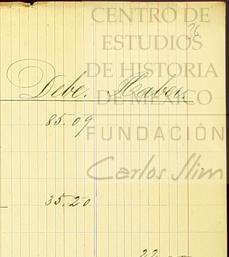 CENTRO DE
ESTUDIOS
DE HISTORIA
DE MÉXICO
Debe. Haber.
85.09
FUNDACIÓN
Carlos Slim
35.20